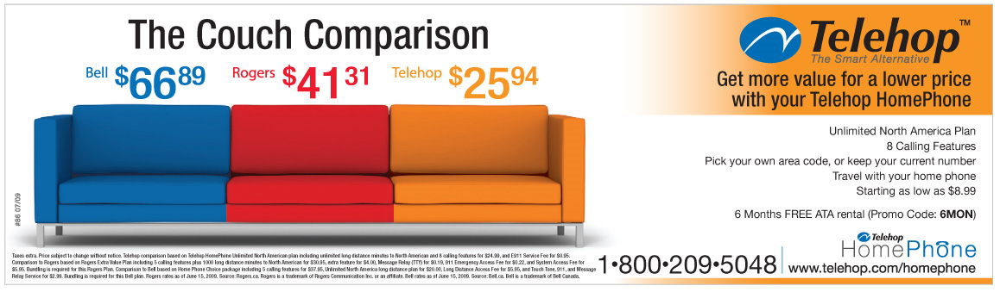 The Couch Comparison
Bell $66 89 Rogers $41 31 Telehop $25 94
#86 07/09
Taxes extra. Price subject to change without notice. Telehop comparison based on Telehop HomePhone Unlimited North American plan including unlimited long distance minutes to North American and 8 calling features for $24.99, and E911 Service Fee for $0.95.
Comparison to Rogers based on Rogers Extra Value Plan including 5 calling features plus 1000 long distance minutes to North American for $30.95, extra feature for $4.00, Message Relay (TTY) for $0.19, 911 Emergency Access Fee for $0.22, and System Access Fee for
$5.95. Bundling is required for this Rogers Plan. Comparison to Bell based on Home Phone Choice package including 5 calling features for $37.95, Unlimited North America long distance plan for $20.00, Long Distance Access Fee for $5.95, and Touch Tone, 911, and Message
Relay Service for $2.99. Bundling is required for this Bell plan. Rogers rates as of June 15, 2009. Source: Rogers.ca. Rogers is a trademark of Rogers Communication Inc. or an affiliate. Bell rates as of June 15, 2009. Source: Bell.ca. Bell is a trademark of Bell Canada.
Telehop™
The Smart Alternative
Get more value for a lower price
with your Telehop HomePhone
Unlimited North America Plan
8 Calling Features
Pick your own area code, or keep your current number
Travel with your home phone
Starting as low as $8.99
6 Months FREE ATA rental (Promo Code: 6MON)
Telehop
HomePhone
1•800•209•5048
www.telehop.com/homephone